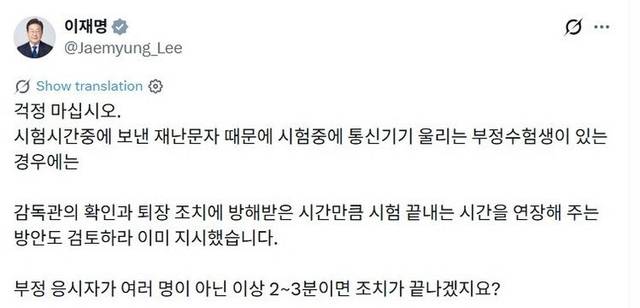 이재명
@Jaemyung_Lee
Show translation
걱정 마십시오.
시험시간중에 보낸 재난문자 때문에 시험중에 통신기기 울리는 부정수험생이 있는
경우에는
감독관의 확인과 퇴장 조치에 방해받은 시간만큼 시험 끝내는 시간을 연장해 주는
방안도 검토하라 이미 지시했습니다.
부정 응시자가 여러 명이 아닌 이상 2~3분이면 조치가 끝나겠지요?